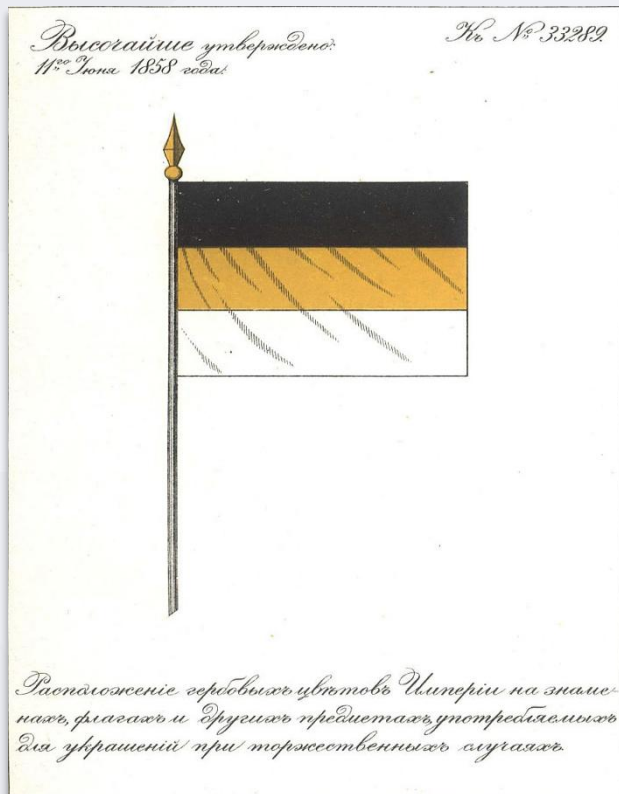 Высочайше утверждено:
Къ № 33289.
11го Іюня 1858 года.
Расположеніе гербовыхъ цвѣтовъ Имперіи на знаме-
нахъ, флагахъ и другихъ предметахъ, употребляемыхъ
для украшеній при торжественныхъ случаяхъ.